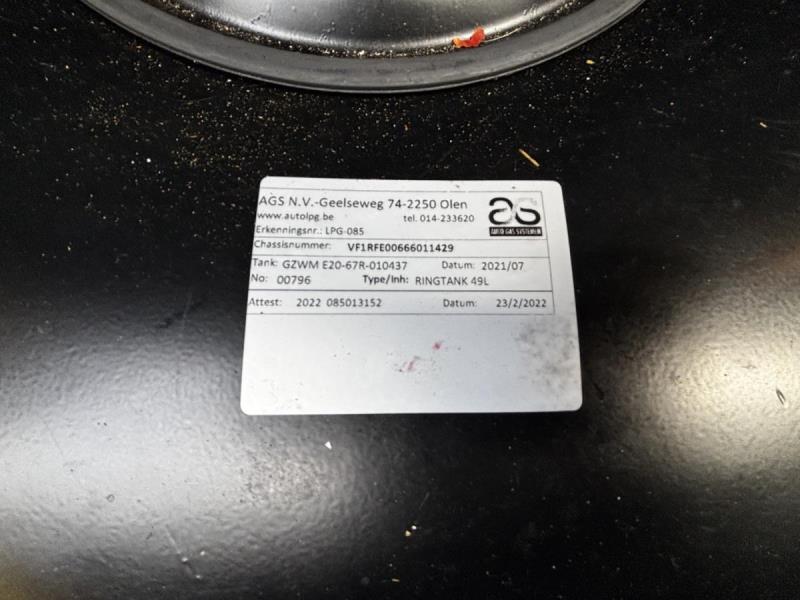 AGS N.V.-Geelseweg 74-2250 Olen
www.autolpg.be tel. 014-233620
Erkenningsnr.: LPG-085
as
AUTO GAS SYSTEMEN
Chassisnummer: VF1RFE00666011429
Tank: GZWM E20-67R-010437 Datum: 2021/07
No: 00796 Type/Inh: RINGTANK 49L
Attest: 2022 085013152 Datum: 23/2/2022